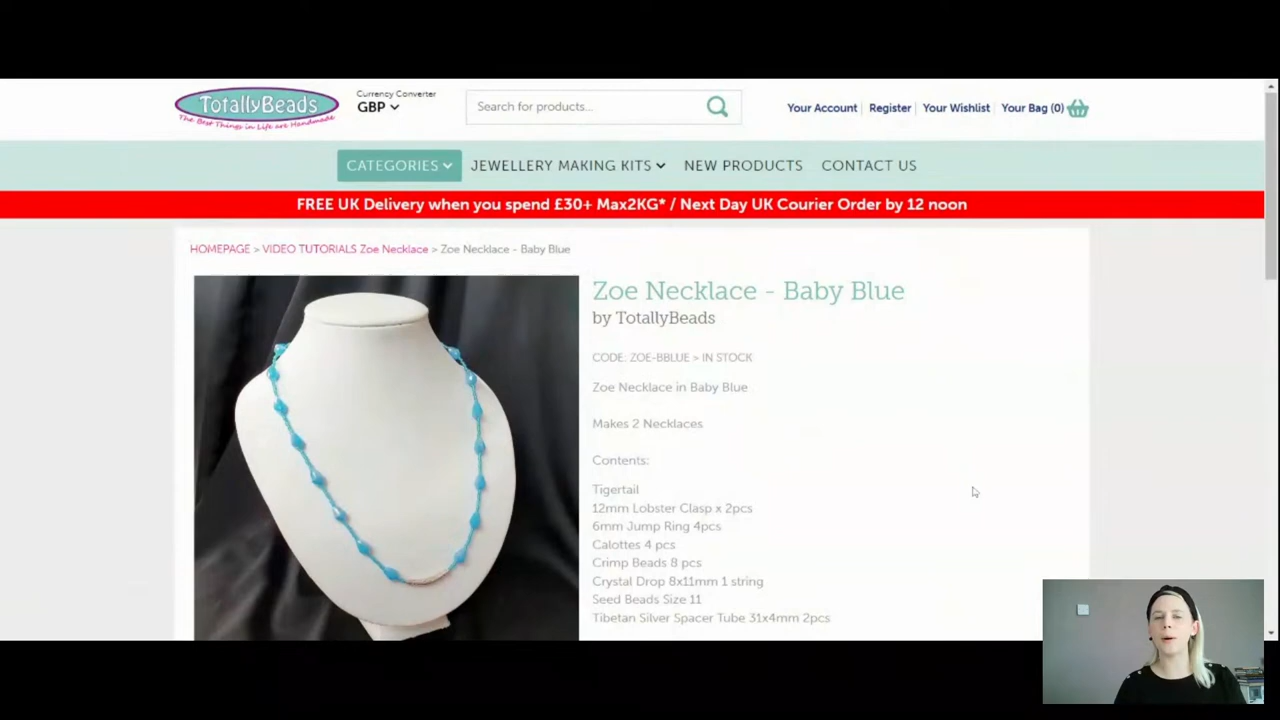 TotallyBeads
The Best Things in Life are Handmade
Currency Converter
GBP
Search for products...
Your Account
Register
Your Wishlist
Your Bag (0)
CATEGORIES
JEWELLERY MAKING KITS
NEW PRODUCTS
CONTACT US
FREE UK Delivery when you spend £30+ Max2KG* / Next Day UK Courier Order by 12 noon
HOMEPAGE > VIDEO TUTORIALS Zoe Necklace > Zoe Necklace - Baby Blue
Zoe Necklace - Baby Blue
by TotallyBeads
CODE: ZOE-BBLUE > IN STOCK
Zoe Necklace in Baby Blue
Makes 2 Necklaces
Contents:
Tigertail
12mm Lobster Clasp x 2pcs
6mm Jump Ring 4pcs
Calottes 4 pcs
Crimp Beads 8 pcs
Crystal Drop 8x11mm 1 string
Seed Beads Size 11
Tibetan Silver Spacer Tube 31x4mm 2pcs